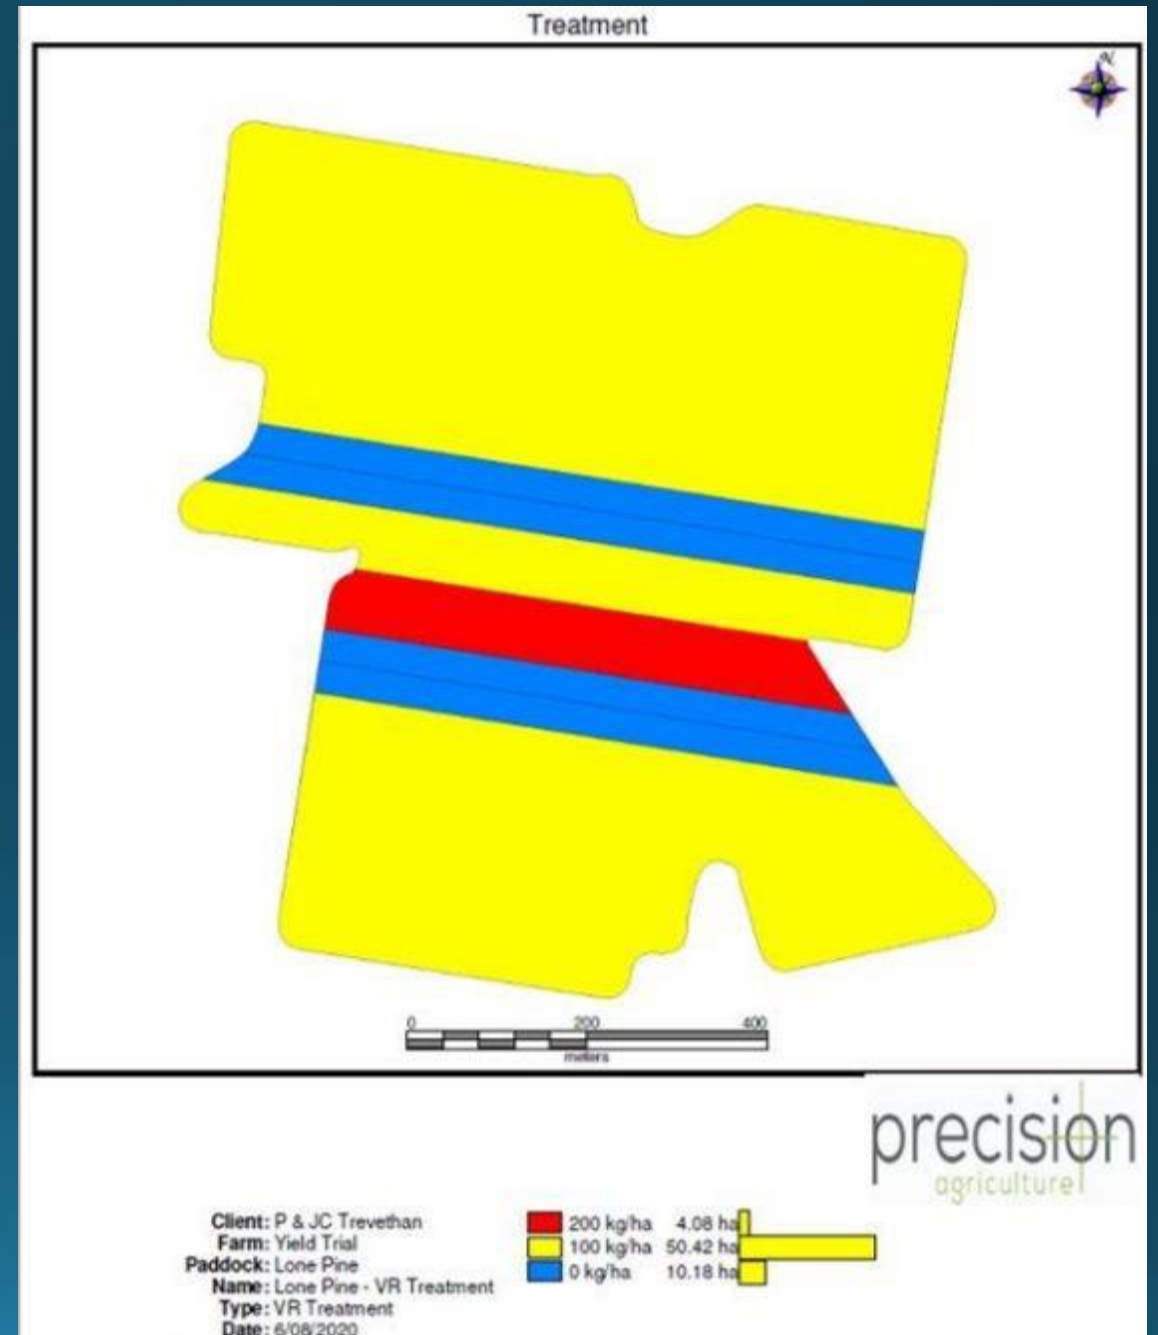 Treatment
N
0 200 400
meters
precision
agriculture
Client: P & JC Trevethan
Farm: Yield Trial
Paddock: Lone Pine
Name: Lone Pine - VR Treatment
Type: VR Treatment
Date: 6/08/2020
200 kg/ha 4.08 ha
100 kg/ha 50.42 ha
0 kg/ha 10.18 ha